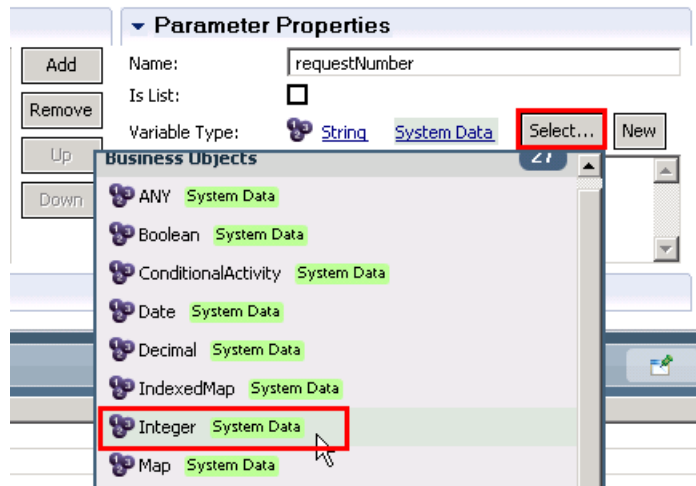 Parameter Properties
Add
Name:
requestNumber
Remove
Is List:
Variable Type:
String
System Data
Select...
New
Up
Down
Business Objects
27
ANY System Data
Boolean System Data
ConditionalActivity System Data
Date System Data
Decimal System Data
IndexedMap System Data
Integer System Data
Map System Data